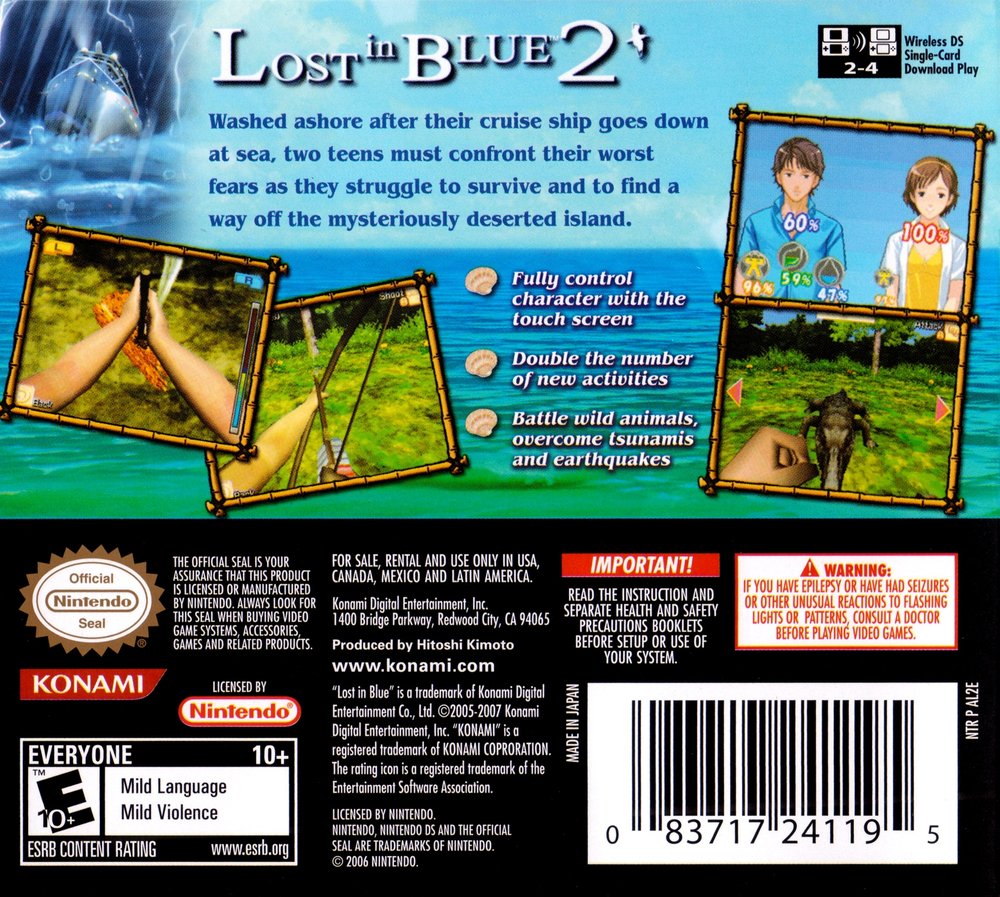 LOST in BLUE™ 2
2-4
Wireless DS
Single-Card
Download Play
Washed ashore after their cruise ship goes down
at sea, two teens must confront their worst
fears as they struggle to survive and to find a
way off the mysteriously deserted island.
60%
100%
96%
59%
47%
L
R
Shoot
Back
Attack
Fully control
character with the
touch screen
Double the number
of new activities
Battle wild animals,
overcome tsunamis
and earthquakes
Official
Nintendo
Seal
®
THE OFFICIAL SEAL IS YOUR
ASSURANCE THAT THIS PRODUCT
IS LICENSED OR MANUFACTURED
BY NINTENDO. ALWAYS LOOK FOR
THIS SEAL WHEN BUYING VIDEO
GAME SYSTEMS, ACCESSORIES,
GAMES AND RELATED PRODUCTS.
KONAMI
LICENSED BY
Nintendo®
EVERYONE 10+
™
E
10+
Mild Language
Mild Violence
ESRB CONTENT RATING www.esrb.org
FOR SALE, RENTAL AND USE ONLY IN USA,
CANADA, MEXICO AND LATIN AMERICA.
Konami Digital Entertainment, Inc.
1400 Bridge Parkway, Redwood City, CA 94065
Produced by Hitoshi Kimoto
www.konami.com
“Lost in Blue” is a trademark of Konami Digital
Entertainment Co., Ltd. ©2005-2007 Konami
Digital Entertainment, Inc. “KONAMI” is a
registered trademark of KONAMI COPRORATION.
The rating icon is a registered trademark of the
Entertainment Software Association.
LICENSED BY NINTENDO.
NINTENDO, NINTENDO DS AND THE OFFICIAL
SEAL ARE TRADEMARKS OF NINTENDO.
© 2006 NINTENDO.
IMPORTANT!
READ THE INSTRUCTION AND
SEPARATE HEALTH AND SAFETY
PRECAUTIONS BOOKLETS
BEFORE SETUP OR USE OF
YOUR SYSTEM.
WARNING:
IF YOU HAVE EPILEPSY OR HAVE HAD SEIZURES
OR OTHER UNUSUAL REACTIONS TO FLASHING
LIGHTS OR PATTERNS, CONSULT A DOCTOR
BEFORE PLAYING VIDEO GAMES.
MADE IN JAPAN
0 83717 24119 5
NTR P AL2E